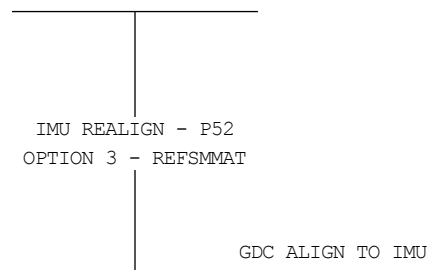 IMU REALIGN - P52
OPTION 3 - REFSMMAT
GDC ALIGN TO IMU